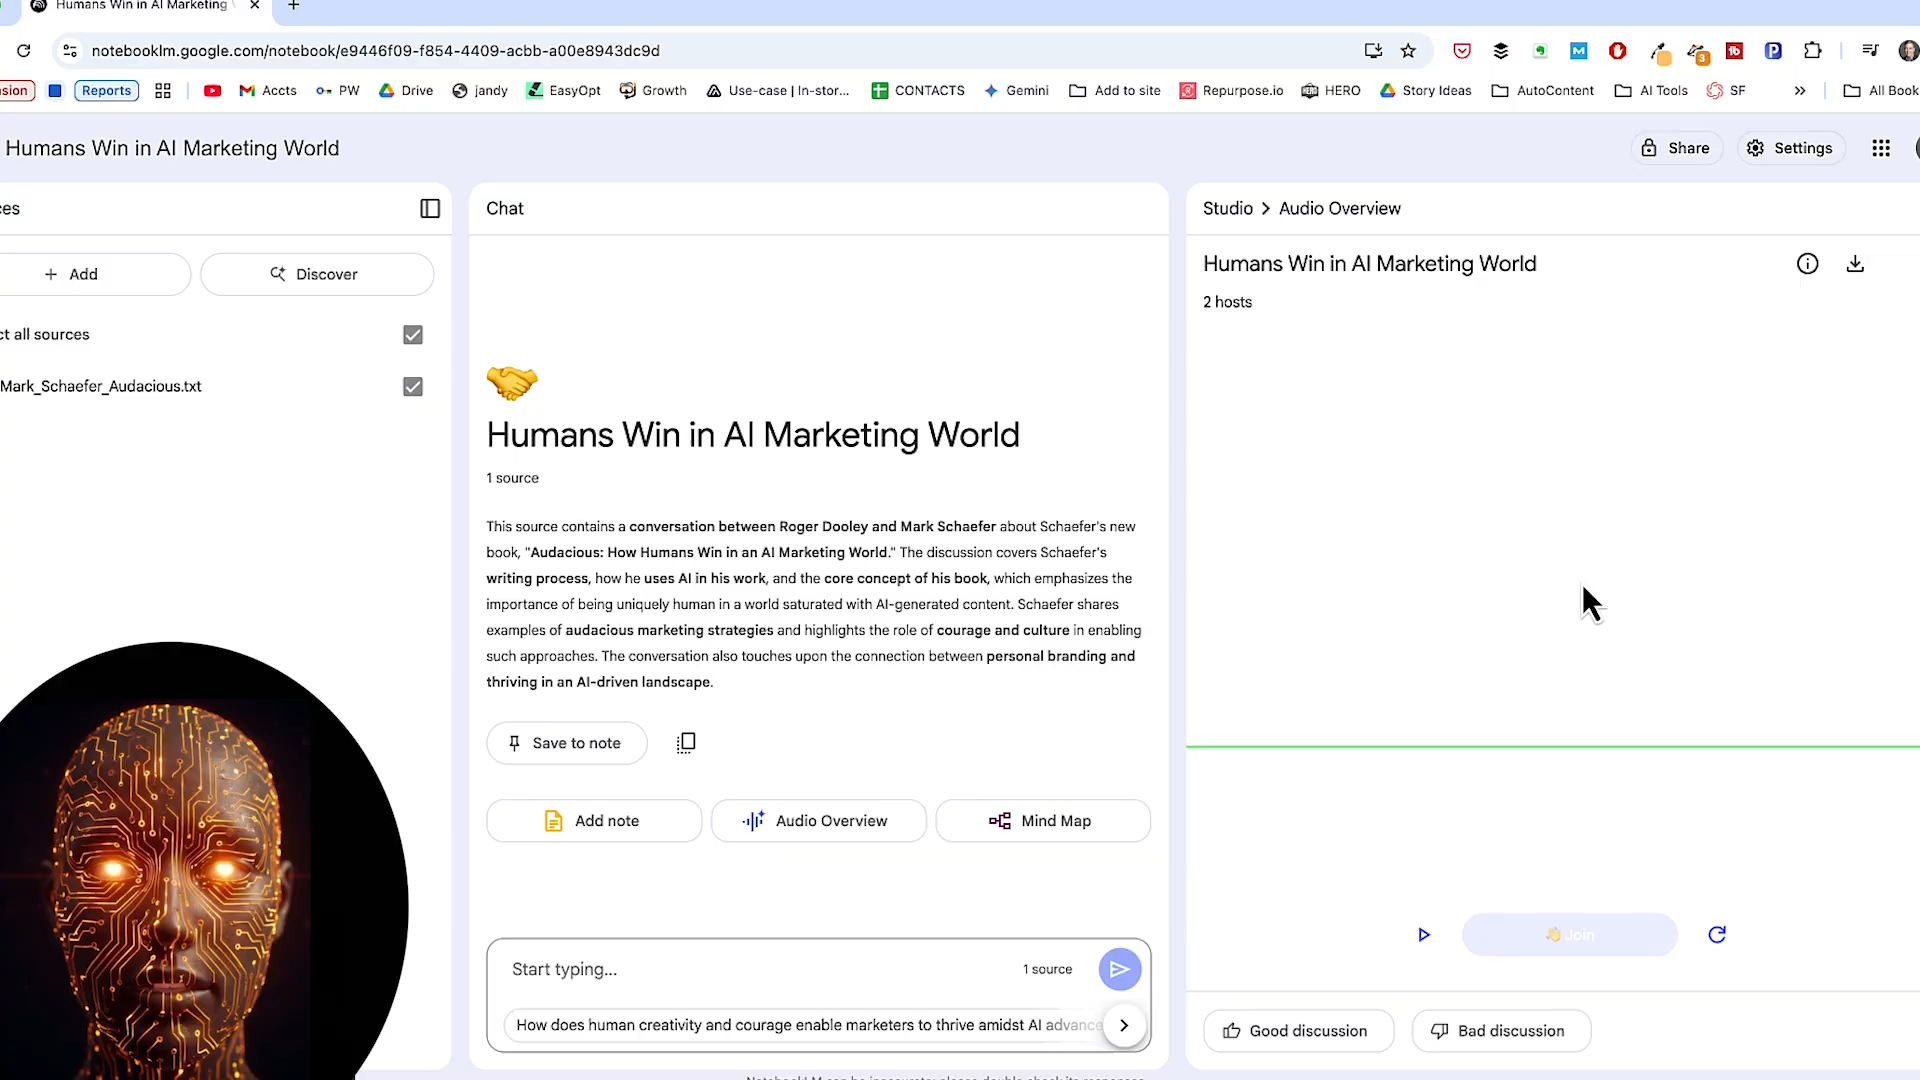 Humans Win in AI Marketing
notebooklm.google.com/notebook/e9446f09-f854-4409-acbb-a00e8943dc9d
3
sion
Reports
Accts
PW
Drive
jandy
EasyOpt
Growth
Use-case | In-stor...
CONTACTS
Gemini
Add to site
Repurpose.io
HERO
Story Ideas
AutoContent
AI Tools
SF
All Book
Humans Win in AI Marketing World
Share
Settings
ces
Chat
Studio > Audio Overview
+ Add
Discover
Humans Win in AI Marketing World
2 hosts
ct all sources
Mark_Schaefer_Audacious.txt
Humans Win in AI Marketing World
1 source
This source contains a conversation between Roger Dooley and Mark Schaefer about Schaefer's new
book, "Audacious: How Humans Win in an AI Marketing World." The discussion covers Schaefer's
writing process, how he uses AI in his work, and the core concept of his book, which emphasizes the
importance of being uniquely human in a world saturated with AI-generated content. Schaefer shares
examples of audacious marketing strategies and highlights the role of courage and culture in enabling
such approaches. The conversation also touches upon the connection between personal branding and
thriving in an AI-driven landscape.
Save to note
Add note
Audio Overview
Mind Map
Join
Start typing...
1 source
How does human creativity and courage enable marketers to thrive amidst AI advance
Good discussion
Bad discussion